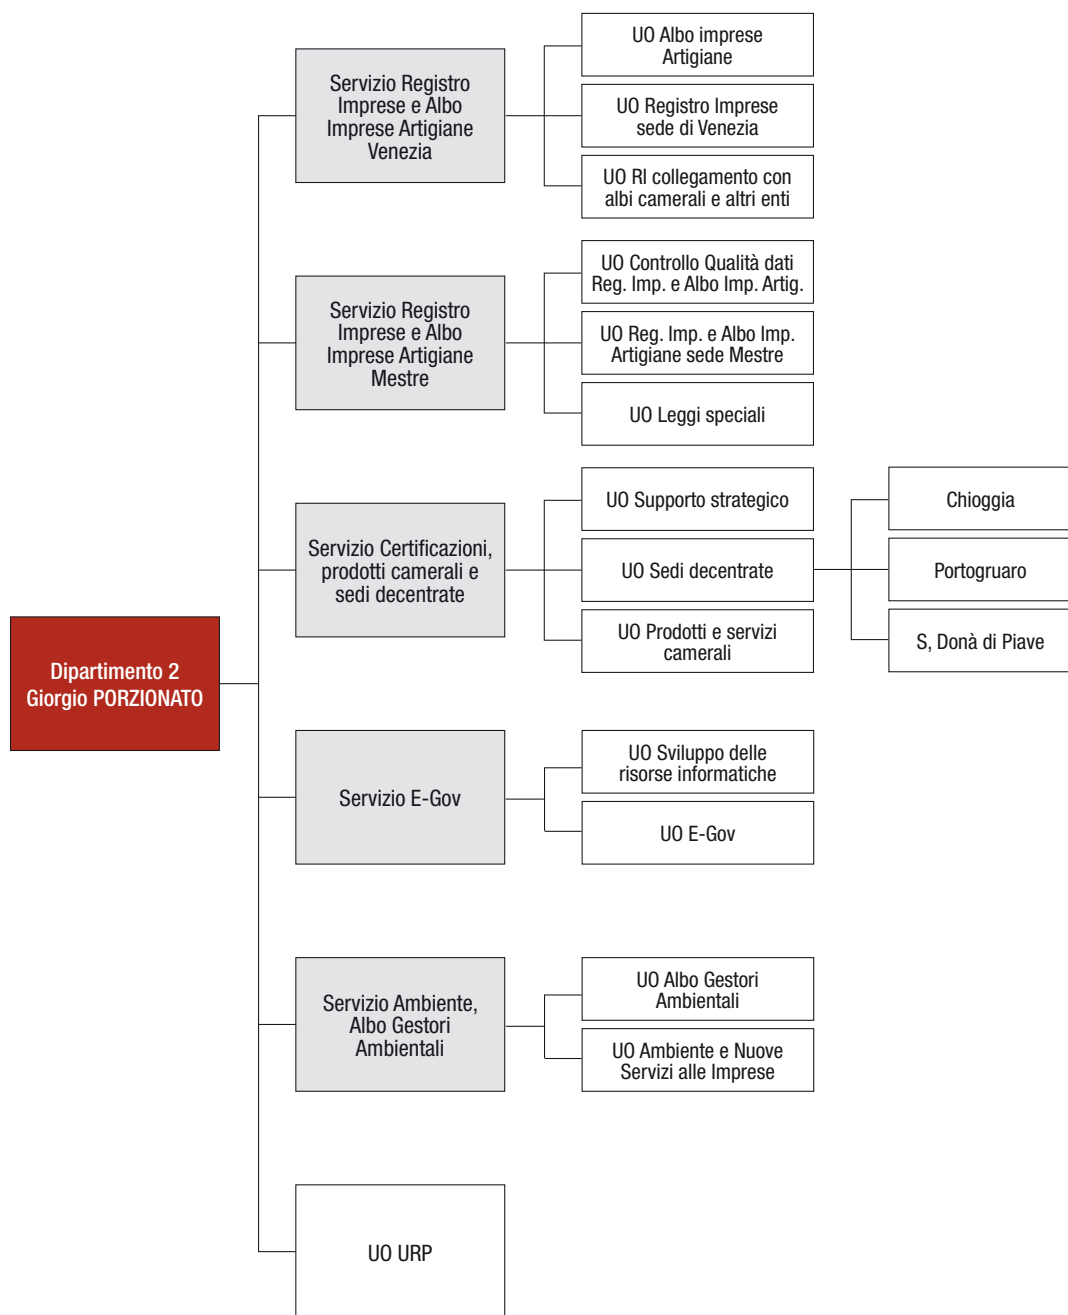 UO Albo imprese
Artigiane
Servizio Registro
Imprese e Albo
Imprese Artigiane
Venezia
UO Registro Imprese
sede di Venezia
UO RI collegamento con
albi camerali e altri enti
UO Controllo Qualità dati
Reg. Imp. e Albo Imp. Artig.
Servizio Registro
Imprese e Albo
Imprese Artigiane
Mestre
UO Reg. Imp. e Albo Imp.
Artigiane sede Mestre
UO Leggi speciali
UO Supporto strategico
Chioggia
Servizio Certificazioni,
prodotti camerali e
sedi decentrate
UO Sedi decentrate
Portogruaro
UO Prodotti e servizi
camerali
S, Donà di Piave
Dipartimento 2
Giorgio PORZIONATO
UO Sviluppo delle
risorse informatiche
Servizio E-Gov
UO E-Gov
UO Albo Gestori
Ambientali
Servizio Ambiente,
Albo Gestori
Ambientali
UO Ambiente e Nuove
Servizi alle Imprese
UO URP